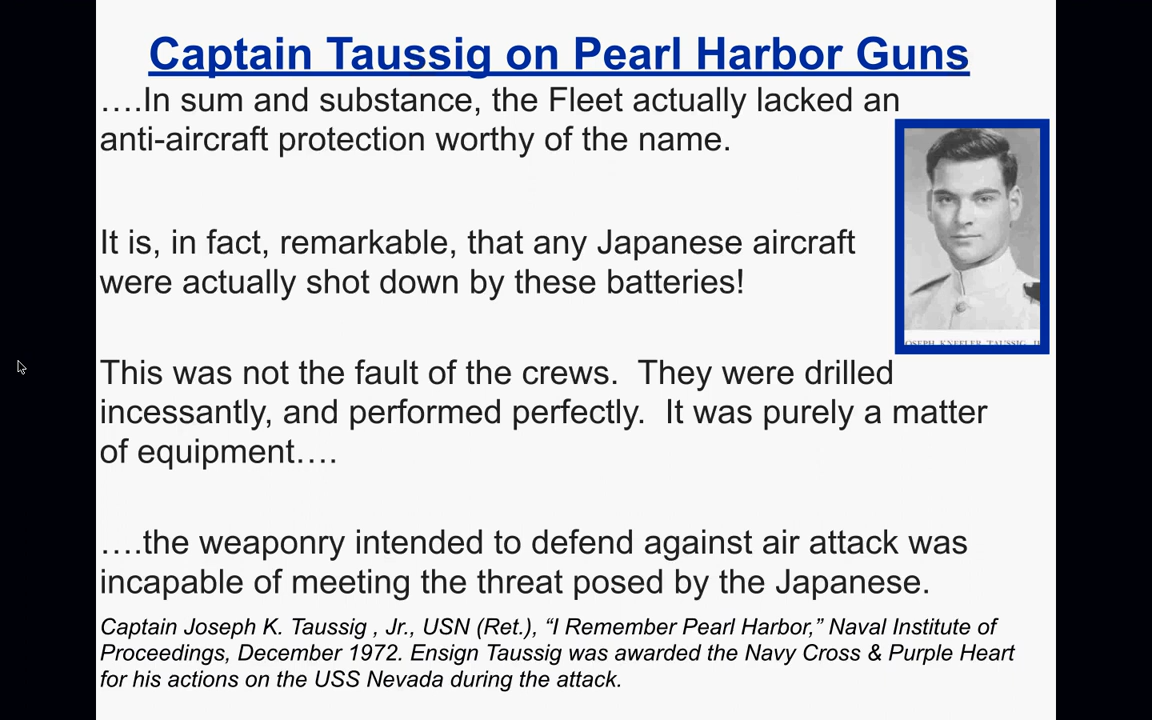 Captain Taussig on Pearl Harbor Guns
….In sum and substance, the Fleet actually lacked an
anti-aircraft protection worthy of the name.
It is, in fact, remarkable, that any Japanese aircraft
were actually shot down by these batteries!
This was not the fault of the crews.  They were drilled
incessantly, and performed perfectly.  It was purely a matter
of equipment….
….the weaponry intended to defend against air attack was
incapable of meeting the threat posed by the Japanese.
Captain Joseph K. Taussig , Jr., USN (Ret.), “I Remember Pearl Harbor,” Naval Institute of
Proceedings, December 1972. Ensign Taussig was awarded the Navy Cross & Purple Heart
for his actions on the USS Nevada during the attack.